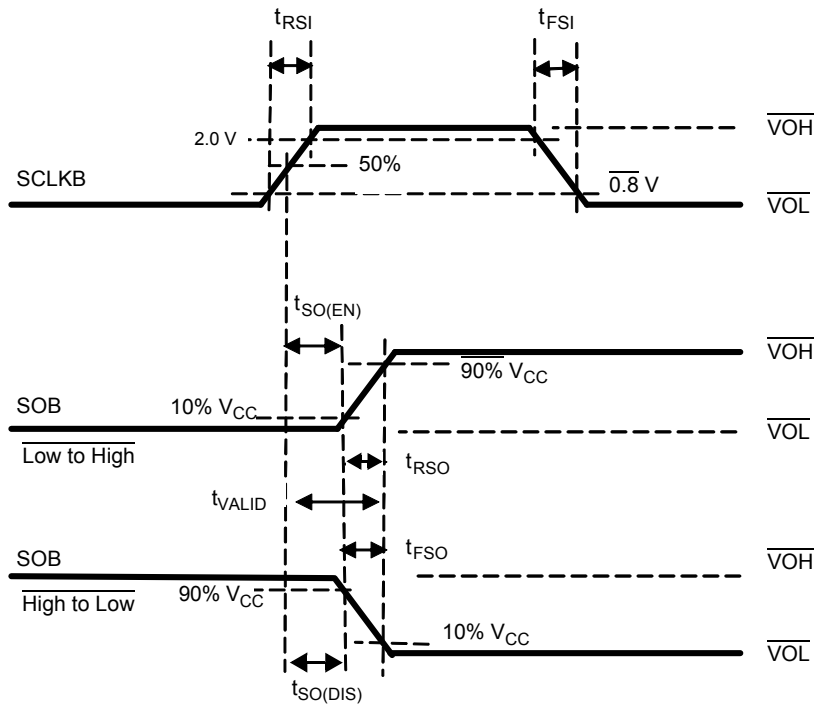 tRSI
tFSI
VOH
2.0 V
50%
SCLKB
0.8 V
VOL
tSO(EN)
VOH
90% VCC
10% VCC
SOB
VOL
Low to High
tRSO
tVALID
tFSO
SOB
VOH
90% VCC
High to Low
10% VCC
VOL
tSO(DIS)